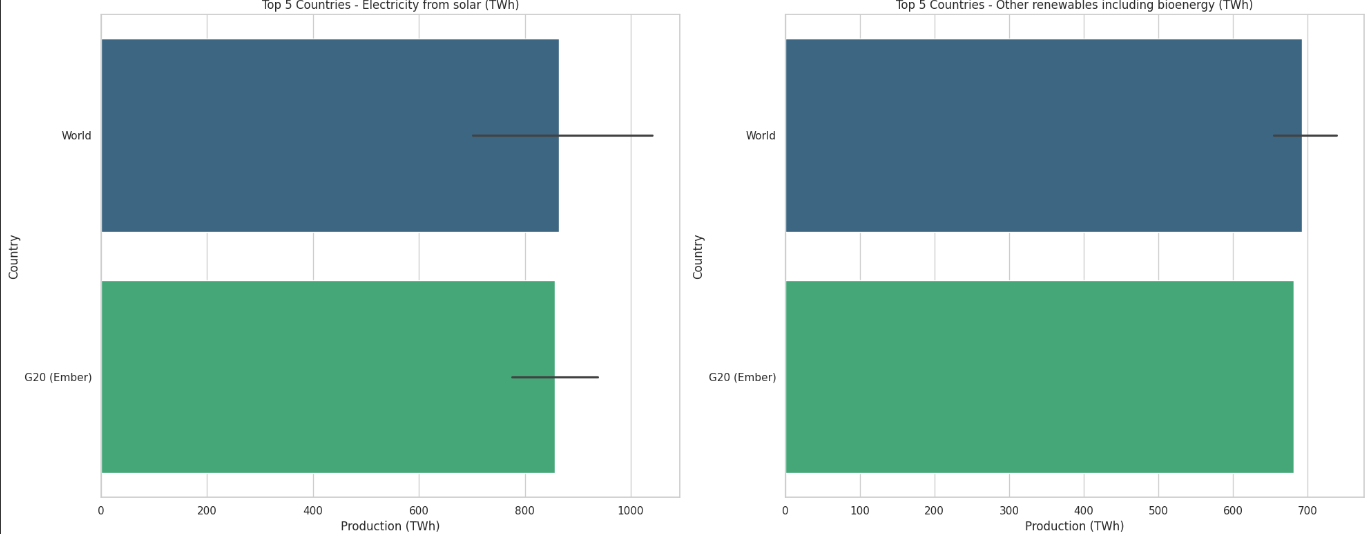 Top 5 Countries - Electricity from solar (TWh)
Country
World
G20 (Ember)
0 200 400 600 800 1000
Production (TWh)
Top 5 Countries - Other renewables including bioenergy (TWh)
Country
World
G20 (Ember)
0 100 200 300 400 500 600 700
Production (TWh)